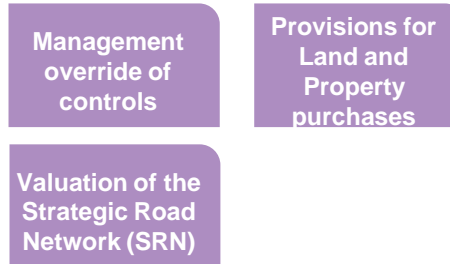 Management
override of
controls
Provisions for
Land and
Property
purchases
Valuation of the
Strategic Road
Network (SRN)